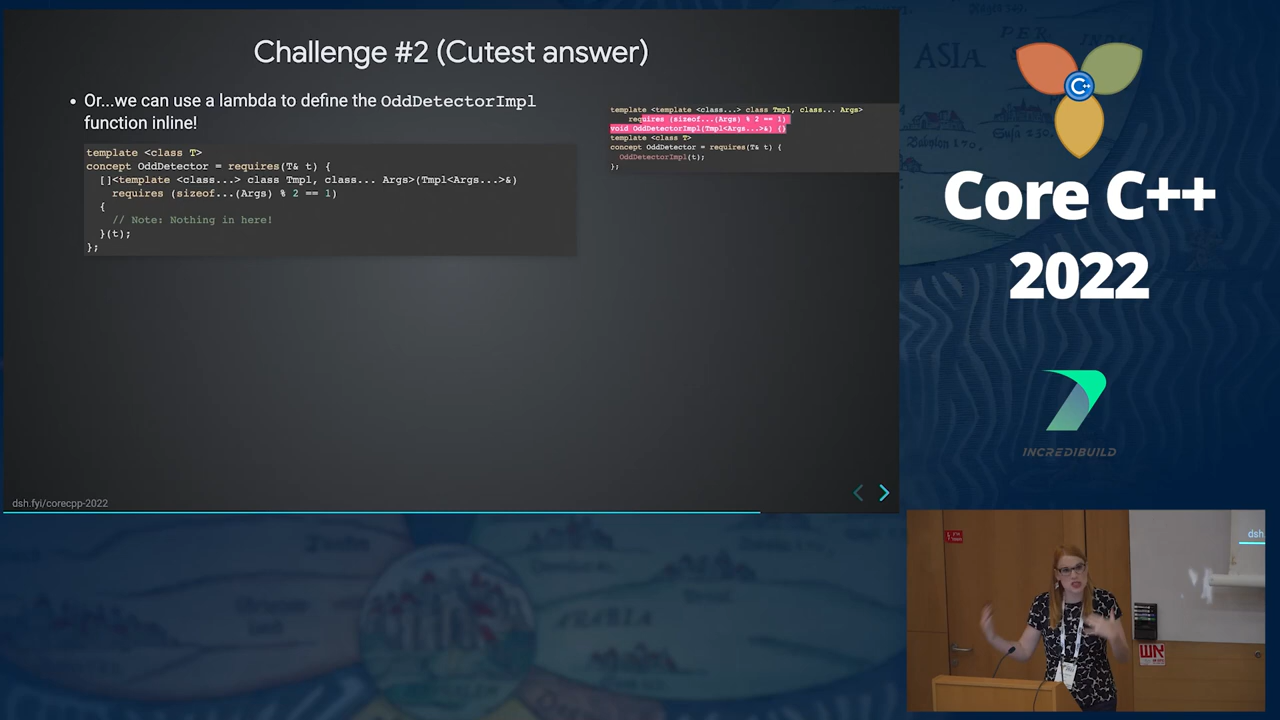 Challenge #2 (Cutest answer)
• Or...we can use a lambda to define the OddDetectorImpl
function inline!
template <class T>
concept OddDetector = requires(T& t) {
[]<template <class...> class Tmpl, class... Args>(Tmpl<Args...>&)
requires (sizeof...(Args) % 2 == 1)
{
// Note: Nothing in here!
}(t);
};
template <template <class...> class Tmpl, class... Args>
requires (sizeof...(Args) % 2 == 1)
void OddDetectorImpl(Tmpl<Args...>&) {}
template <class T>
concept OddDetector = requires(T& t) {
OddDetectorImpl(t);
};
dsh.fyi/corecpp-2022
ASIA
C++
Core C++
2022
INCREDIBUILD
dsh.
ARABIA